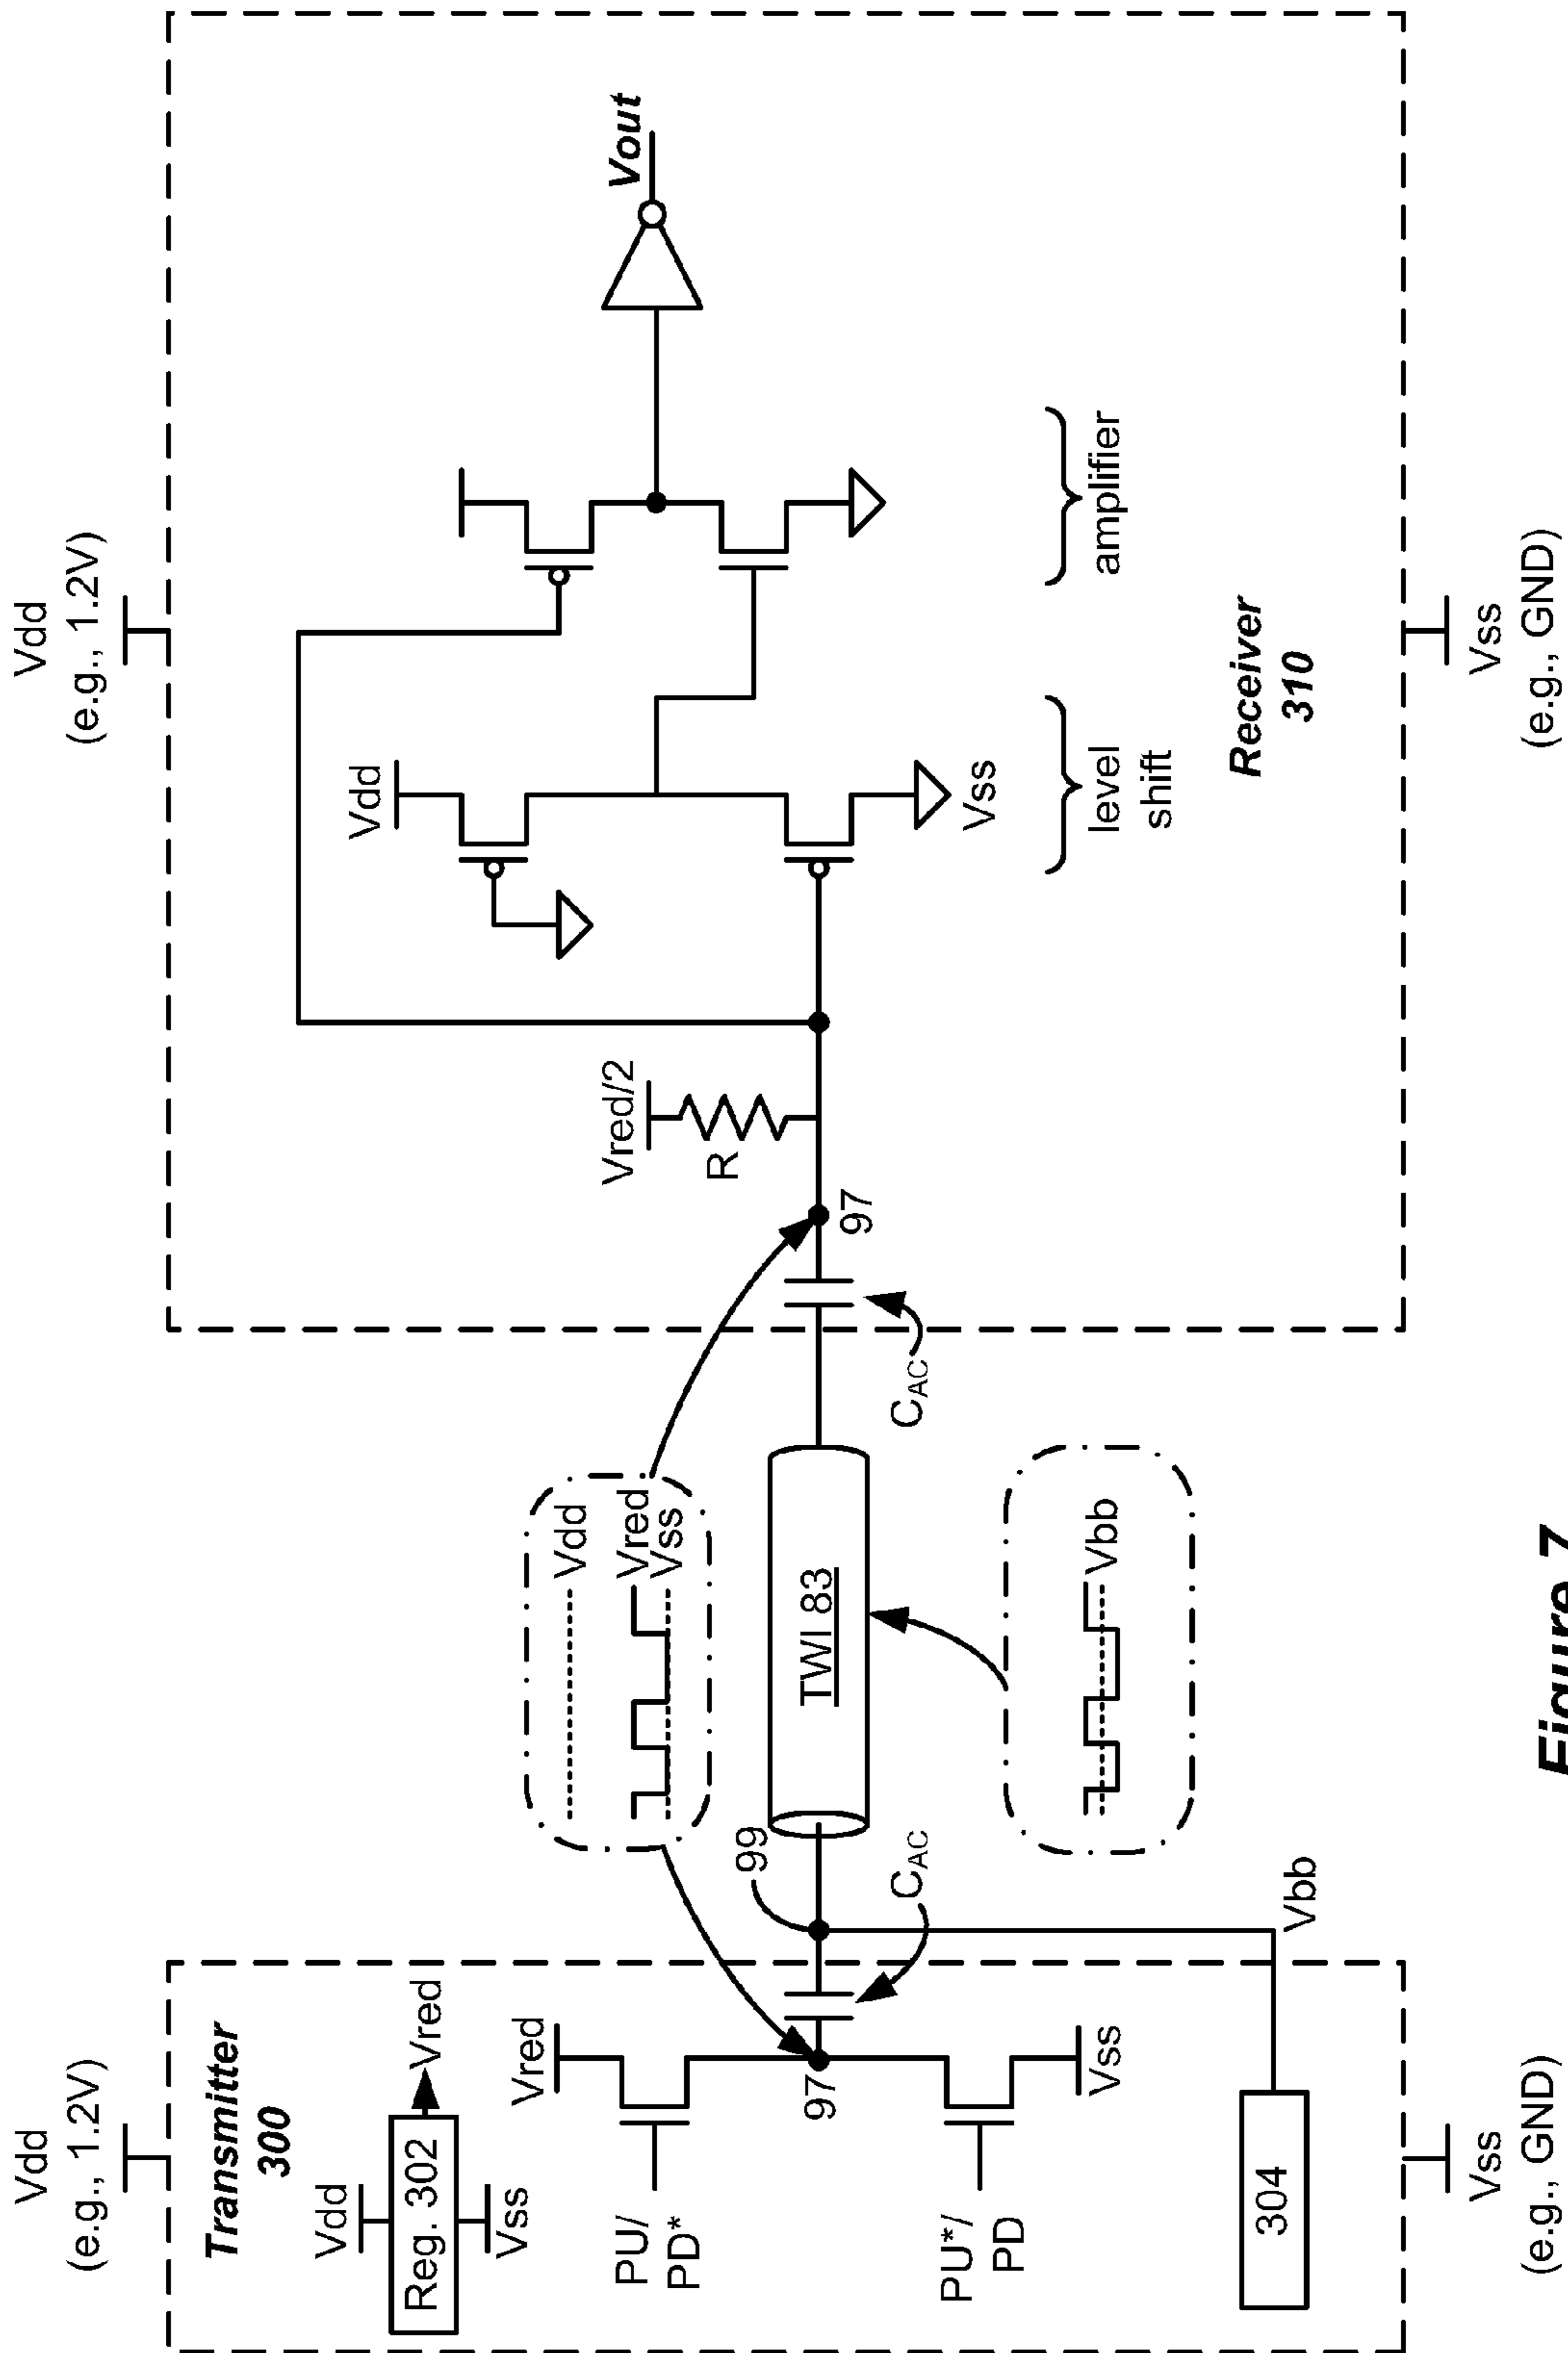 Vdd
(e.g., 1.2V)
Vdd
(e.g., 1.2V)
Transmitter
300
Vdd
Reg. 302
Vred
Vss
Vred
PU/
PD*
97
PU*/
PD
Vss
304
Vbb
C_AC
99
TWI 83
Vdd
Vred
Vss
Vbb
C_AC
97
Vred/2
R
Vdd
Vss
level
shift
amplifier
Vout
Receiver
310
Vss
(e.g., GND)
Vss
(e.g., GND)
Figure 7